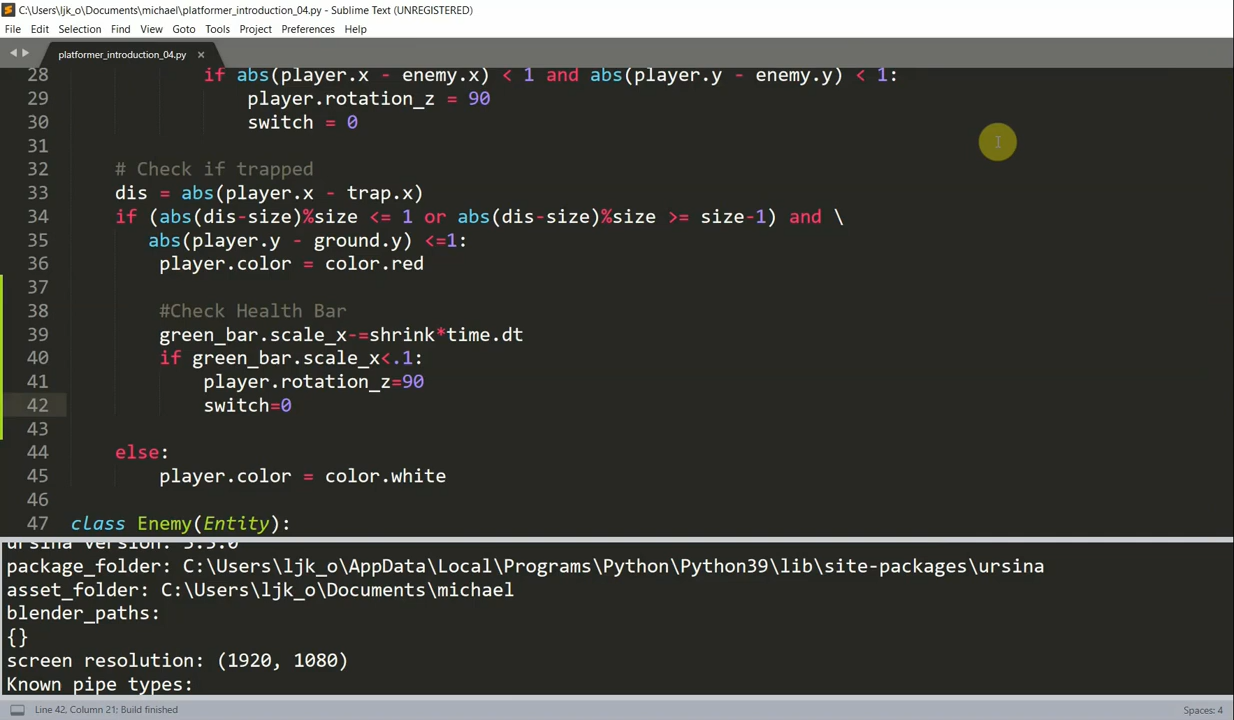 C:\Users\ljk_o\Documents\michael\platformer_introduction_04.py - Sublime Text (UNREGISTERED)
File Edit Selection Find View Goto Tools Project Preferences Help
platformer_introduction_04.py ×
28 if abs(player.x - enemy.x) < 1 and abs(player.y - enemy.y) < 1:
29 player.rotation_z = 90
30 switch = 0
31
32 # Check if trapped
33 dis = abs(player.x - trap.x)
34 if (abs(dis-size)%size <= 1 or abs(dis-size)%size >= size-1) and \
35 abs(player.y - ground.y) <=1:
36 player.color = color.red
37
38 #Check Health Bar
39 green_bar.scale_x-=shrink*time.dt
40 if green_bar.scale_x<.1:
41 player.rotation_z=90
42 switch=0
43
44 else:
45 player.color = color.white
46
47 class Enemy(Entity):
ursina version: 3.5.0
package_folder: C:\Users\ljk_o\AppData\Local\Programs\Python\Python39\lib\site-packages\ursina
asset_folder: C:\Users\ljk_o\Documents\michael
blender_paths:
{}
screen resolution: (1920, 1080)
Known pipe types:
Line 42, Column 21; Build finished
Spaces: 4